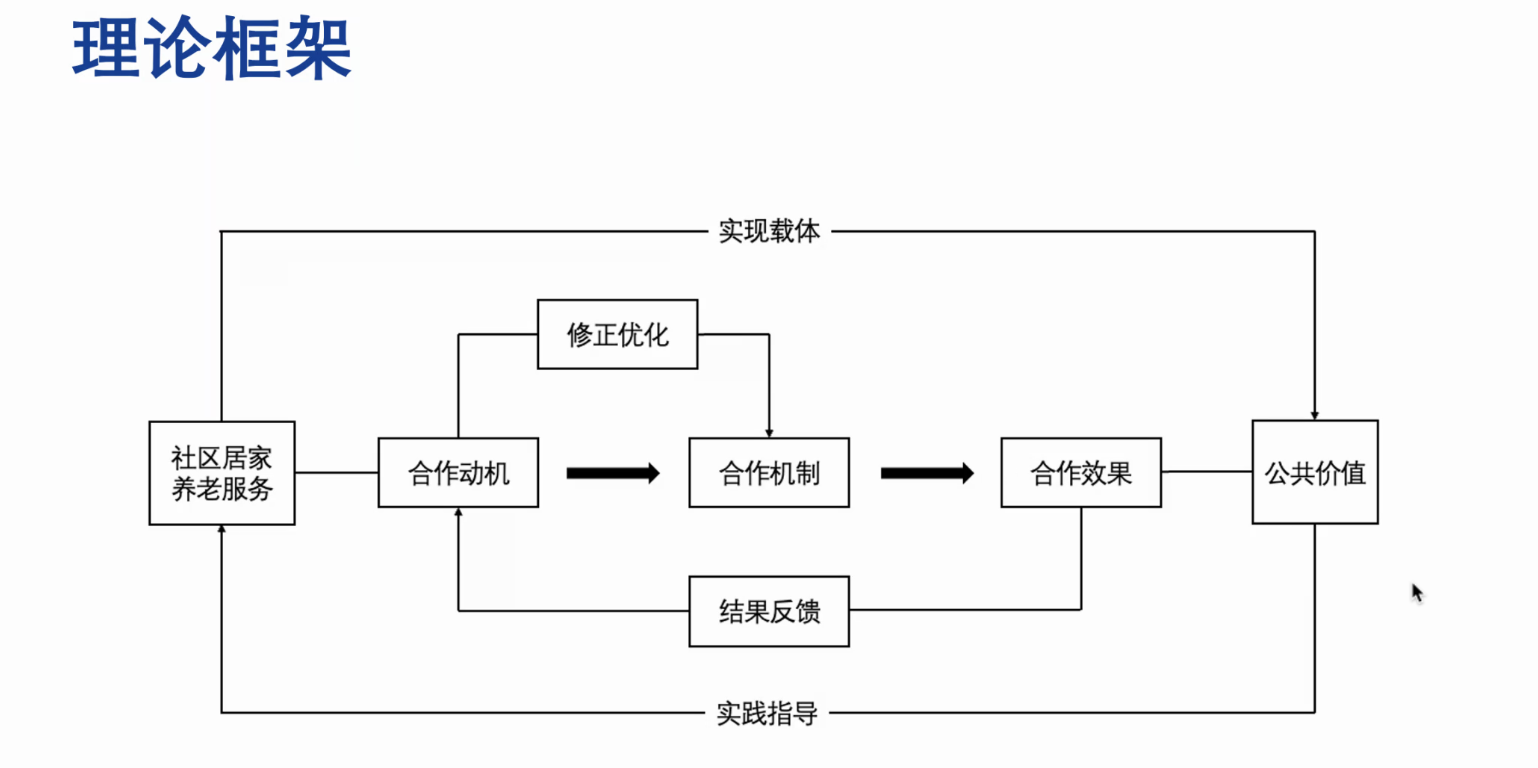 理论框架
实现载体
修正优化
社区居家
养老服务
合作动机
合作机制
合作效果
公共价值
结果反馈
实践指导